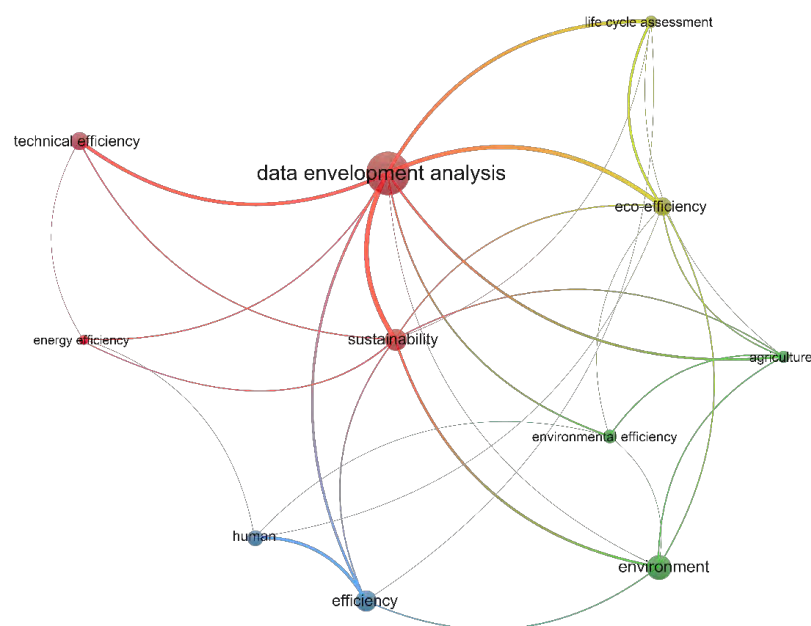 life cycle assessment
technical efficiency
data envelopment analysis
eco-efficiency
sustainability
energy efficiency
agriculture
environmental efficiency
human
environment
efficiency